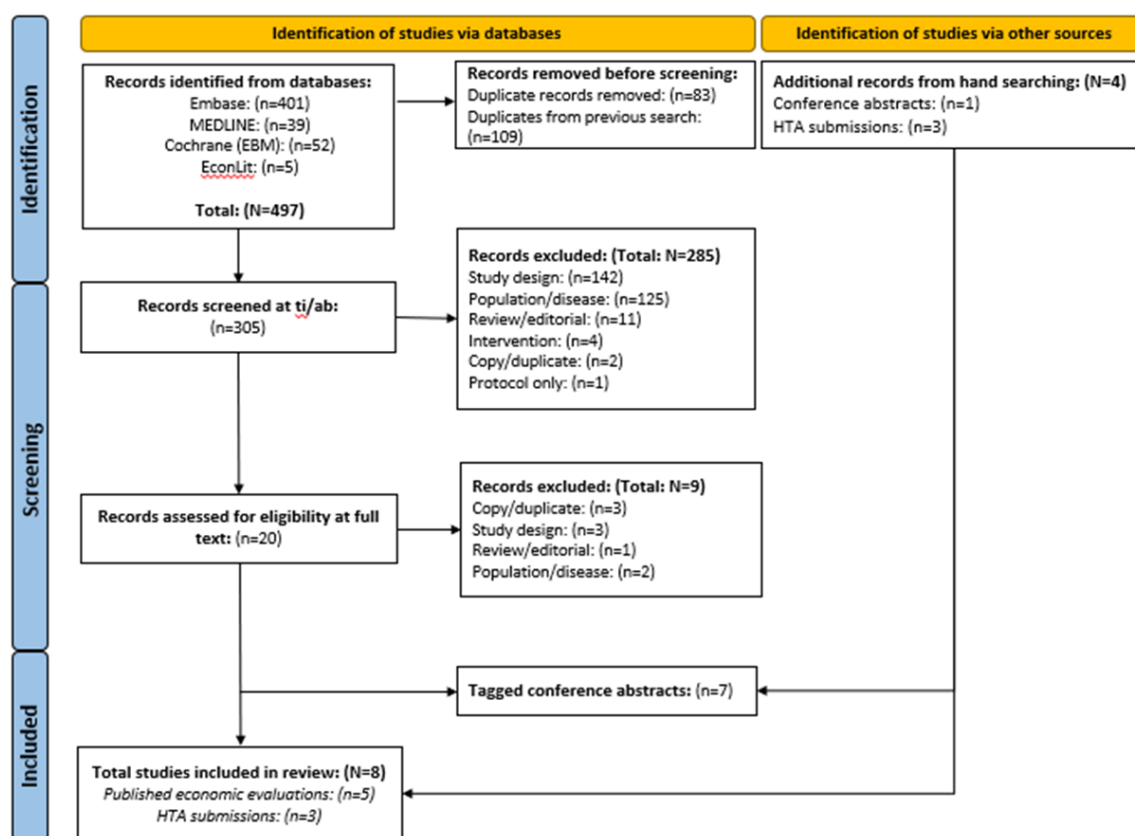 Identification of studies via databases
Identification of studies via other sources
Identification
Records identified from databases:
Embase: (n=401)
MEDLINE: (n=39)
Cochrane (EBM): (n=52)
EconLit: (n=5)
Total: (N=497)
Records removed before screening:
Duplicate records removed: (n=83)
Duplicates from previous search:
(n=109)
Additional records from hand searching: (N=4)
Conference abstracts: (n=1)
HTA submissions: (n=3)
Screening
Records screened at ti/ab:
(n=305)
Records excluded: (Total: N=285)
Study design: (n=142)
Population/disease: (n=125)
Review/editorial: (n=11)
Intervention: (n=4)
Copy/duplicate: (n=2)
Protocol only: (n=1)
Records assessed for eligibility at full
text: (n=20)
Records excluded: (Total: N=9)
Copy/duplicate: (n=3)
Study design: (n=3)
Review/editorial: (n=1)
Population/disease: (n=2)
Included
Tagged conference abstracts: (n=7)
Total studies included in review: (N=8)
Published economic evaluations: (n=5)
HTA submissions: (n=3)